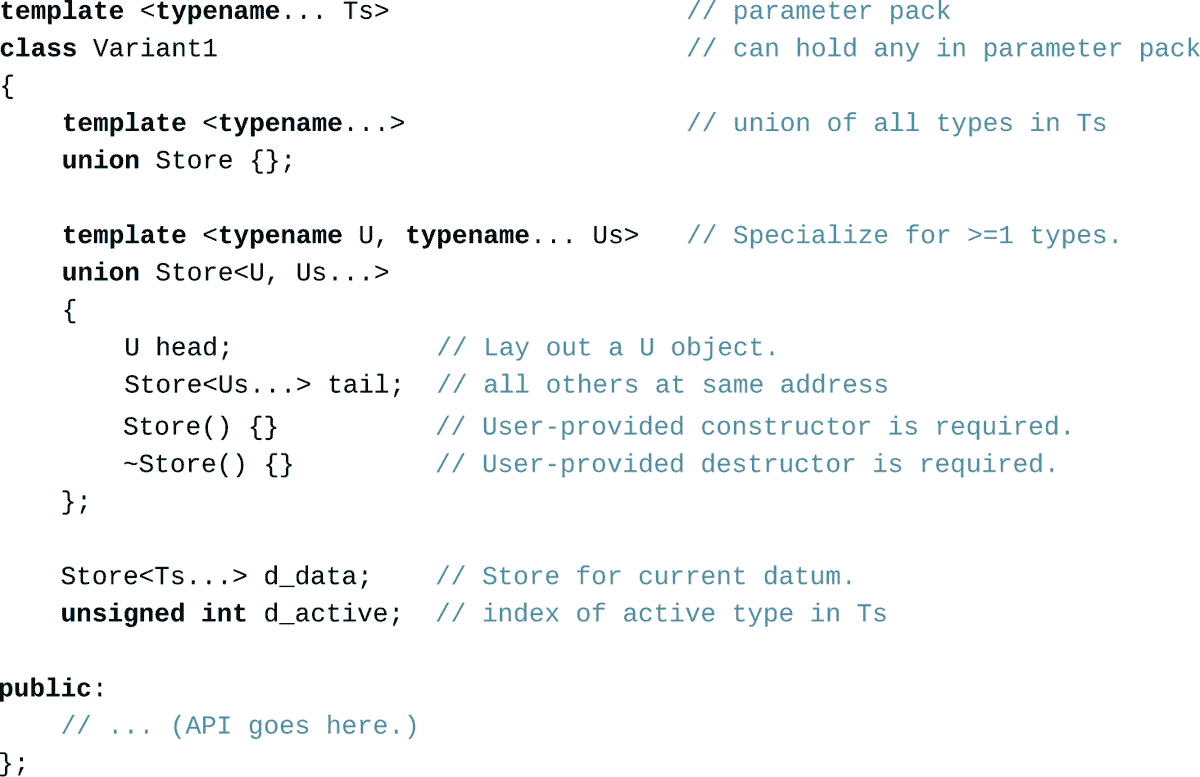 template <typename... Ts>                   // parameter pack
class Variant1                              // can hold any in parameter pack
{
    template <typename...>                  // union of all types in Ts
    union Store {};

    template <typename U, typename... Us>   // Specialize for >=1 types.
    union Store<U, Us...>
    {
        U head;             // Lay out a U object.
        Store<Us...> tail;  // all others at same address
        Store() {}          // User-provided constructor is required.
        ~Store() {}         // User-provided destructor is required.
    };

    Store<Ts...> d_data;    // Store for current datum.
    unsigned int d_active;  // index of active type in Ts

public:
    // ... (API goes here.)
};